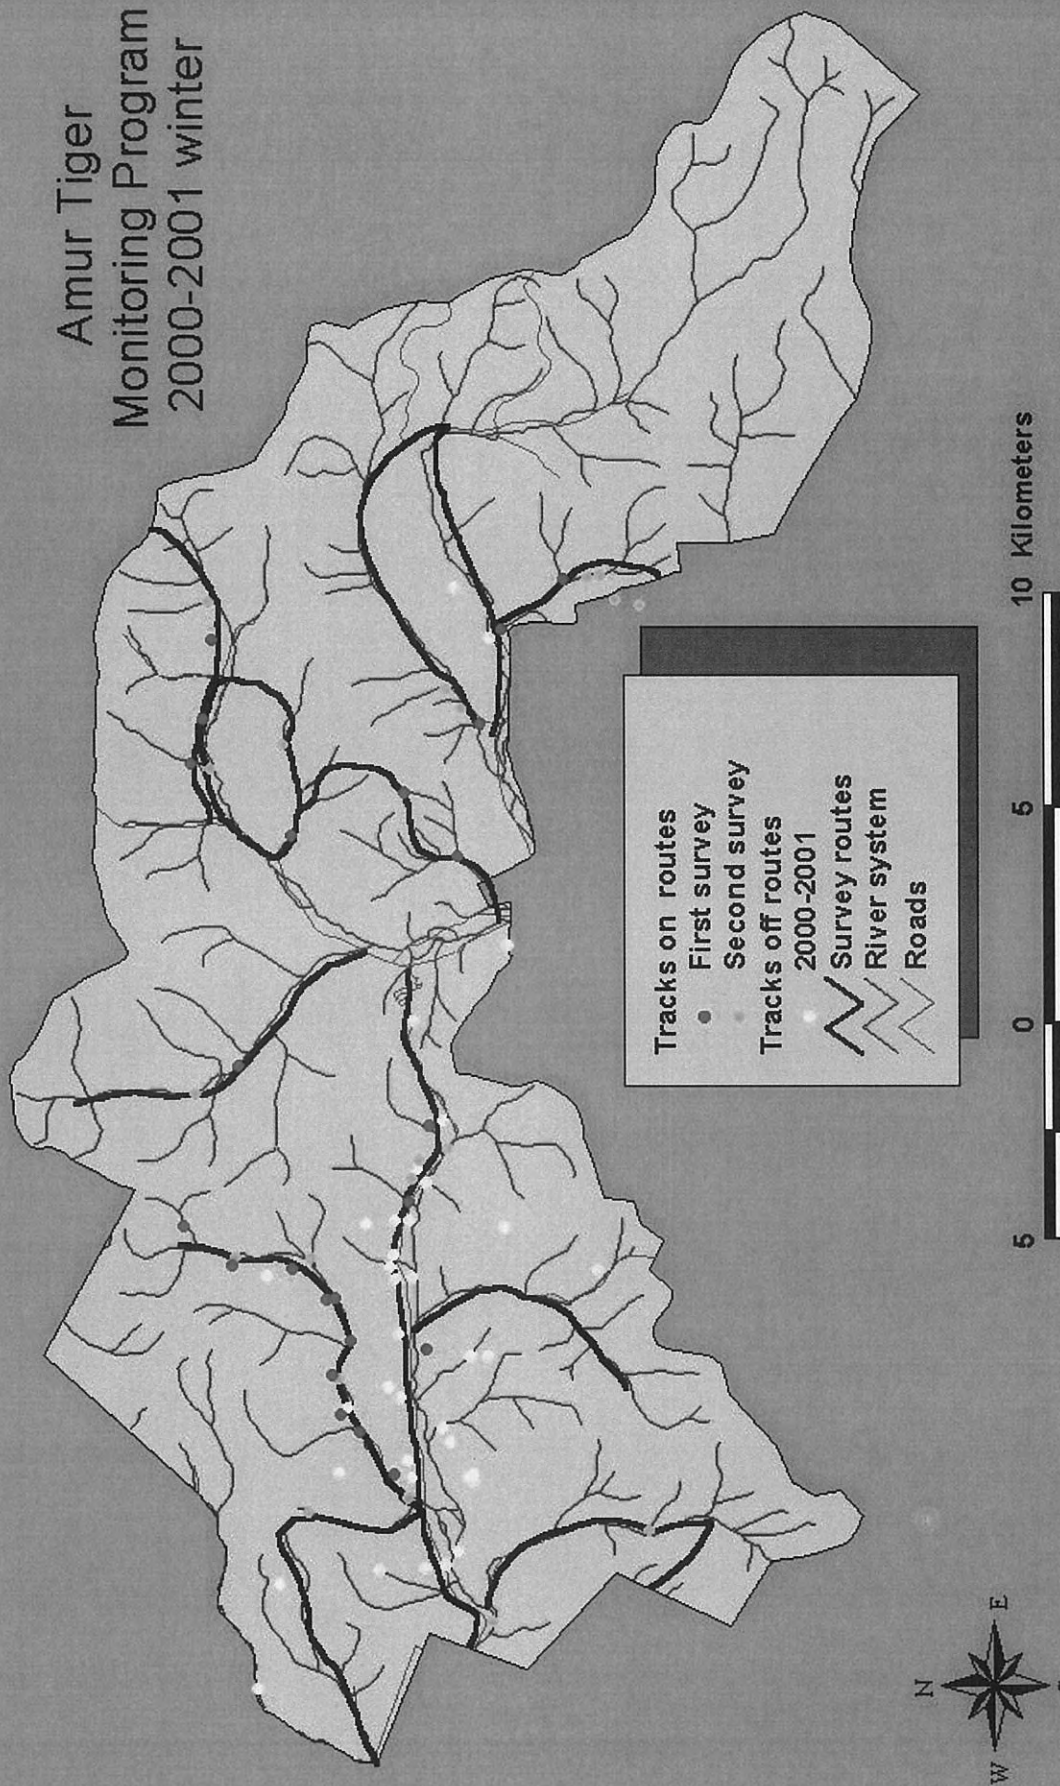 Amur Tiger
Monitoring Program
2000-2001 winter
Tracks on routes
First survey
Second survey
Tracks off routes
2000-2001
Survey routes
River system
Roads
5 0 5 10 Kilometers
N
W E